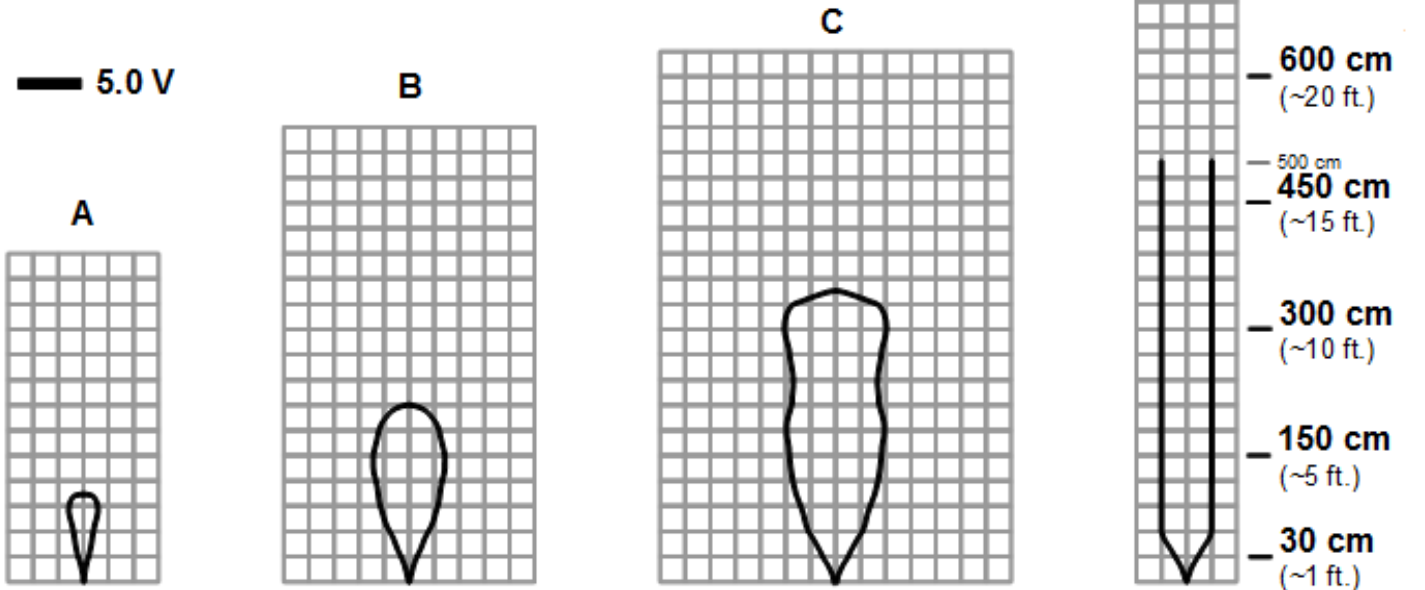 5.0 V
A
B
C
600 cm
(~20 ft.)
500 cm
450 cm
(~15 ft.)
300 cm
(~10 ft.)
150 cm
(~5 ft.)
30 cm
(~1 ft.)